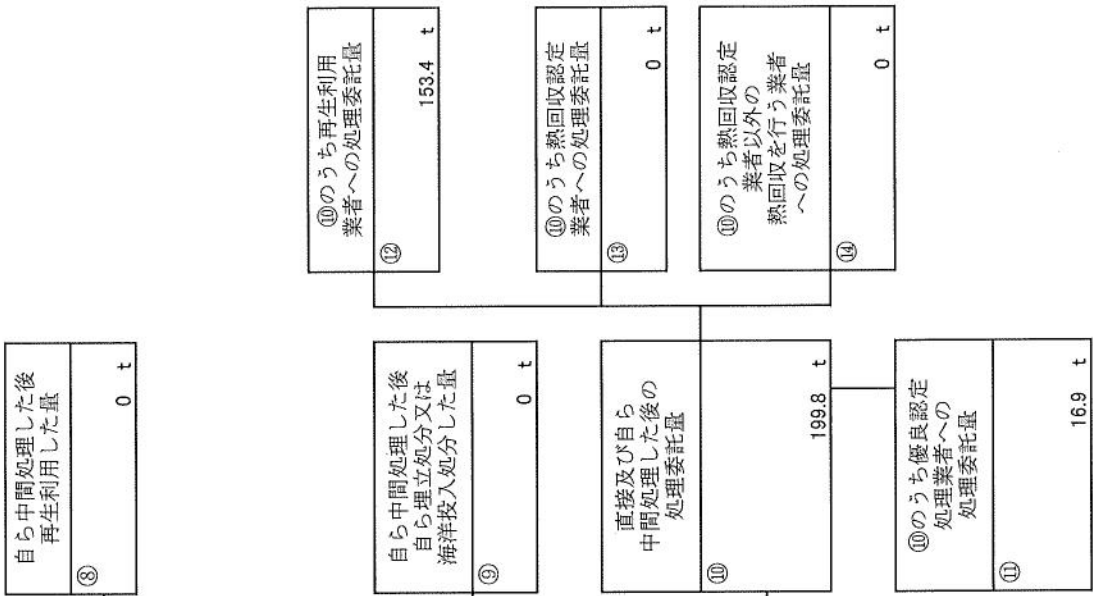 自ら中間処理した後
再生利用した量
⑧
0 t
自ら中間処理した後
自ら埋立処分又は
海洋投入処分した量
⑨
0 t
直接及び自ら
中間処理した後の
処理委託量
⑩
199.8 t
⑩のうち優良認定
処理業者への
処理委託量
⑪
16.9 t
⑩のうち再生利用
業者への処理委託量
⑫
153.4 t
⑩のうち熱回収認定
業者への処理委託量
⑬
0 t
⑩のうち熱回収認定
業者以外の
熱回収を行う業者
への処理委託量
⑭
0 t